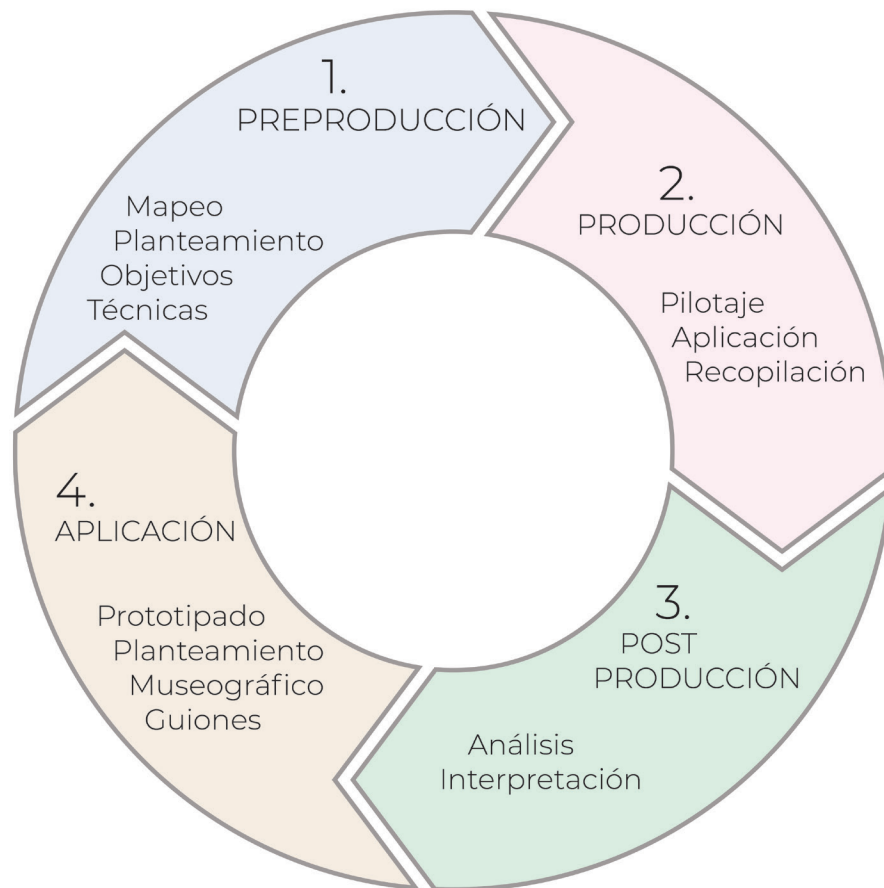 1.
PREPRODUCCIÓN
Mapeo
Planteamiento
Objetivos
Técnicas
2.
PRODUCCIÓN
Pilotaje
Aplicación
Recopilación
3.
POST
PRODUCCIÓN
Análisis
Interpretación
4.
APLICACIÓN
Prototipado
Planteamiento
Museográfico
Guiones